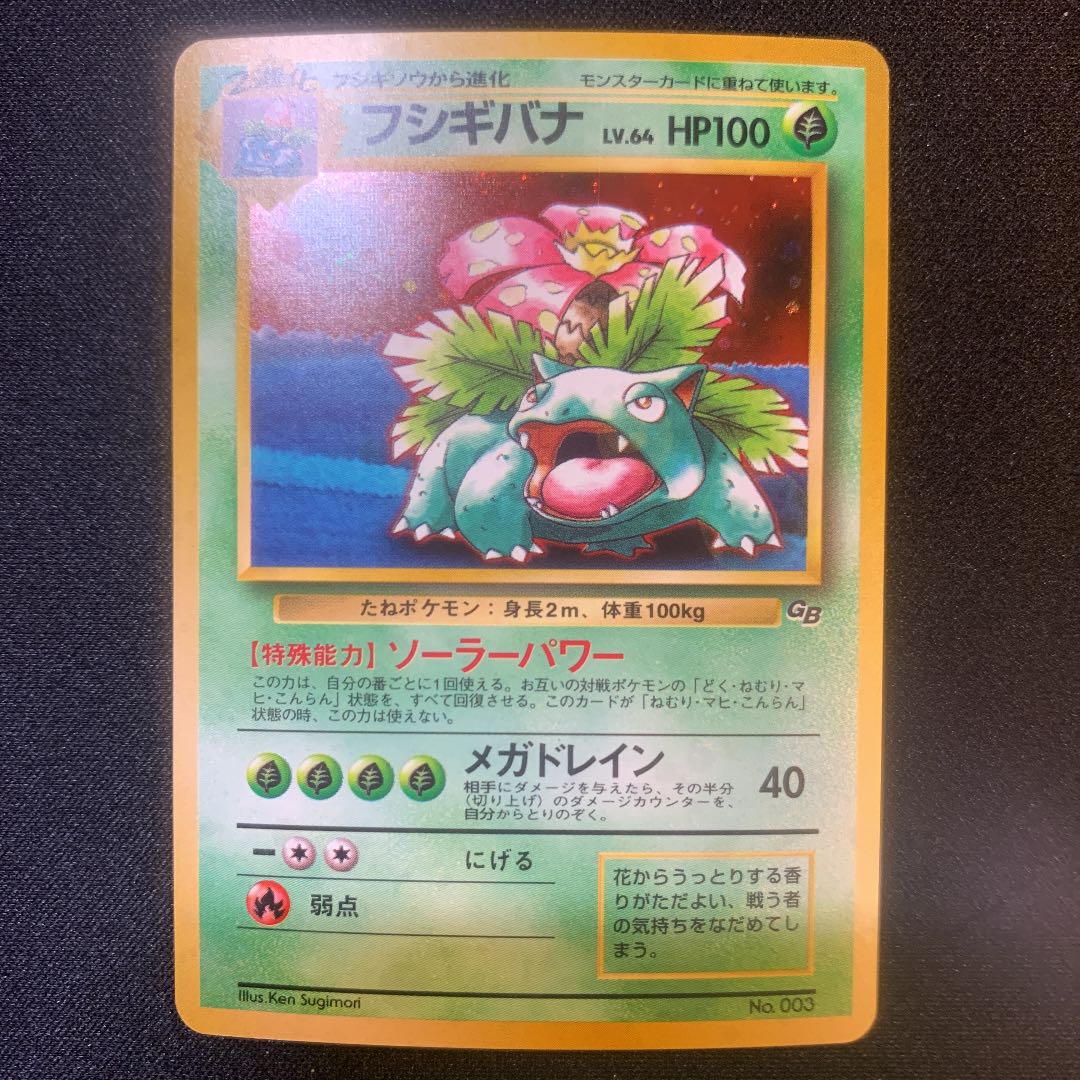 2進化 フシギソウから進化 モンスターカードに重ねて使います。
フシギバナ LV.64 HP100
たねポケモン：身長2m、体重100kg GB
【特殊能力】ソーラーパワー
この力は、自分の番ごとに1回使える。お互いの対戦ポケモンの「どく・ねむり・マ
ヒ・こんらん」状態を、すべて回復させる。このカードが「ねむり・マヒ・こんらん」
状態の時、この力は使えない。
メガドレイン 40
相手にダメージを与えたら、その半分
（切り上げ）のダメージカウンターを、
自分からとりのぞく。
ー にげる
弱点
花からうっとりする香
りがただよい、戦う者
の気持ちをなだめてし
まう。
Illus.Ken Sugimori No. 003